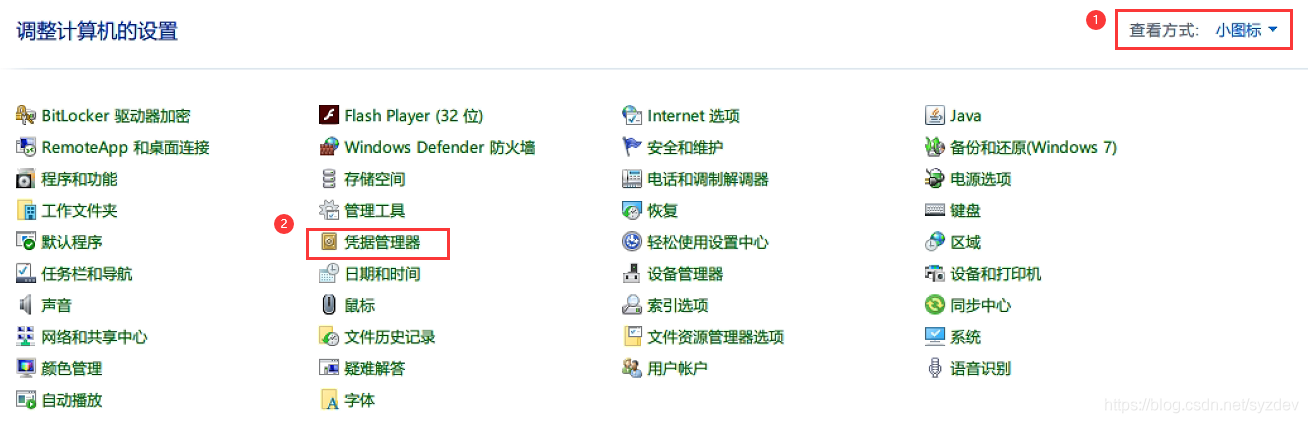 调整计算机的设置
1
查看方式: 小图标
BitLocker 驱动器加密 Flash Player (32 位) Internet 选项 Java
RemoteApp 和桌面连接 Windows Defender 防火墙 安全和维护 备份和还原(Windows 7)
程序和功能 存储空间 电话和调制解调器 电源选项
工作文件夹 管理工具 恢复 键盘
2
默认程序 凭据管理器 轻松使用设置中心 区域
任务栏和导航 日期和时间 设备管理器 设备和打印机
声音 鼠标 索引选项 同步中心
网络和共享中心 文件历史记录 文件资源管理器选项 系统
颜色管理 疑难解答 用户帐户 语音识别
自动播放 字体
https://blog.csdn.net/syzdev